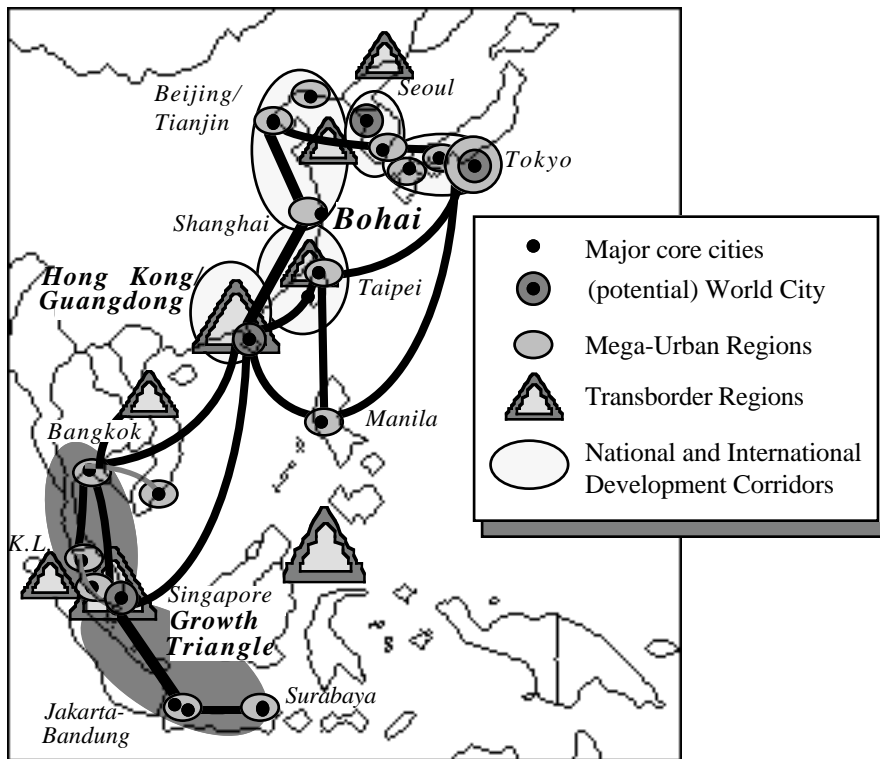 Seoul
Beijing/
Tianjin
Tokyo
Shanghai
Bohai
Hong Kong/
Guangdong
Taipei
Manila
Bangkok
K.L.
Singapore
Growth
Triangle
Surabaya
Jakarta-
Bandung
Major core cities
(potential) World City
Mega-Urban Regions
Transborder Regions
National and International
Development Corridors